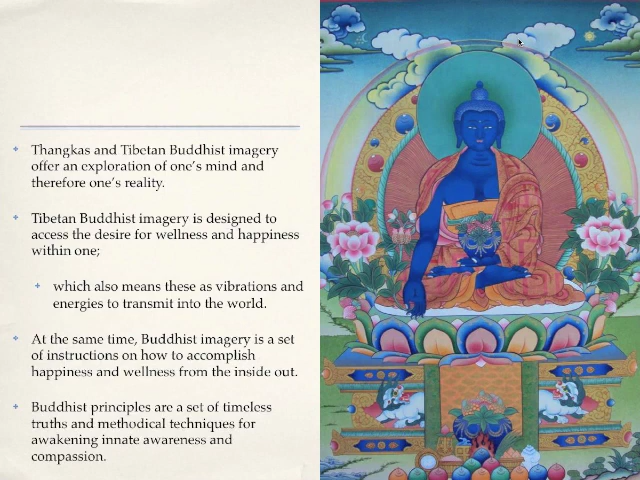 Thangkas and Tibetan Buddhist imagery
offer an exploration of one's mind and
therefore one's reality.
Tibetan Buddhist imagery is designed to
access the desire for wellness and happiness
within one;
which also means these as vibrations and
energies to transmit into the world.
At the same time, Buddhist imagery is a set
of instructions on how to accomplish
happiness and wellness from the inside out.
Buddhist principles are a set of timeless
truths and methodical techniques for
awakening innate awareness and
compassion.